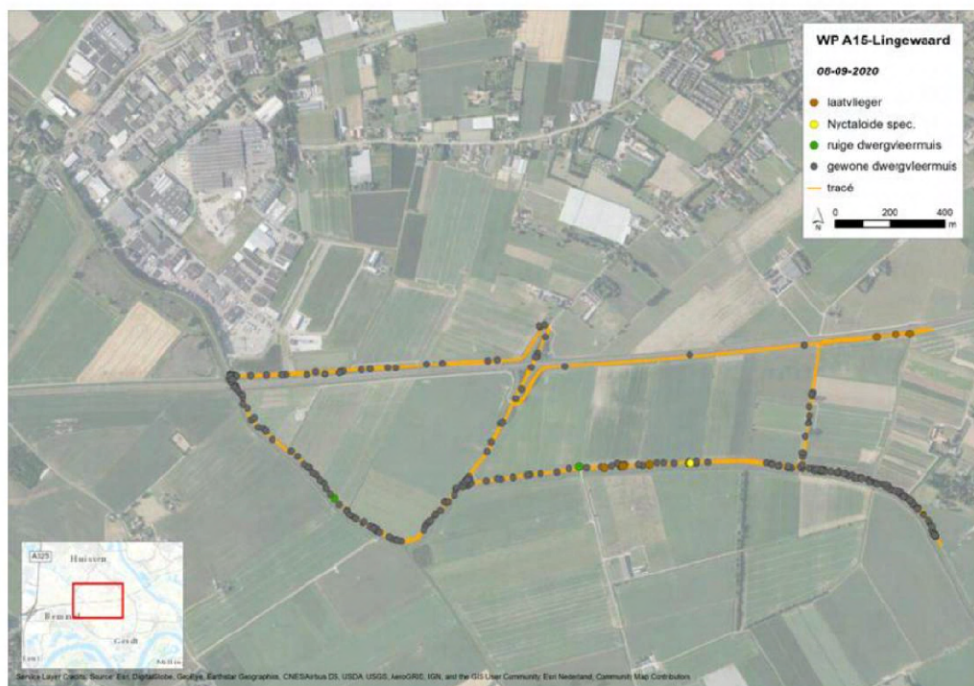 WP A15-Lingewaard
08-09-2020
laatvlieger
Nyctaloide spec.
ruige dwergvleermuis
gewone dwergvleermuis
tracé
0 200 400
N m
A325
Huissen
Bemmel
Gendt
Service Layer Credits: Source: Esri, DigitalGlobe, GeoEye, Earthstar Geographics, CNES/Airbus DS, USDA, USGS, AeroGRID, IGN, and the GIS User Community, Esri Nederland, Community Map Contributors